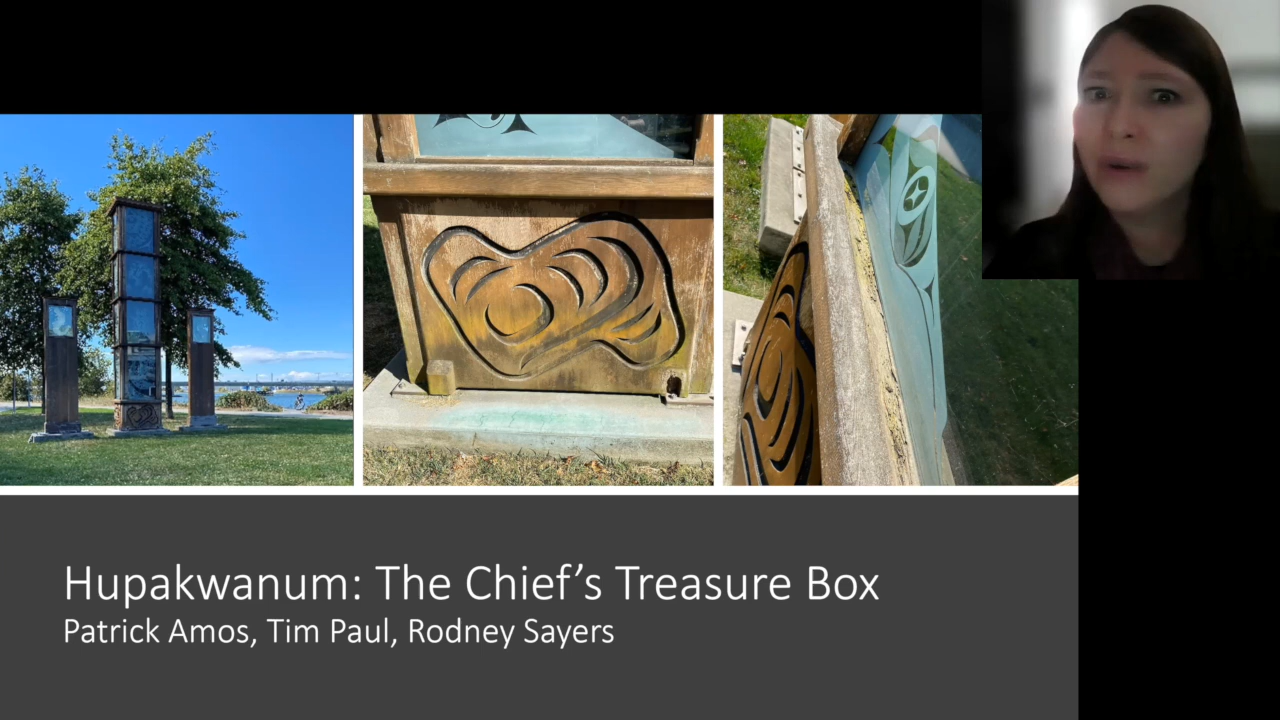 Hupakwanum: The Chief’s Treasure Box
Patrick Amos, Tim Paul, Rodney Sayers